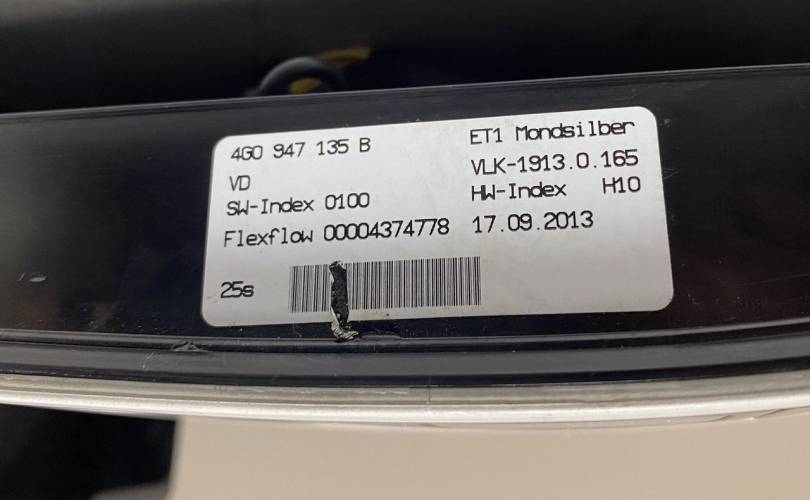 4G0 947 135 B ET1 Mondsilber
VD VLK-1913.0.165
SW-Index 0100 HW-Index H10
Flexflow 00004374778 17.09.2013
25s